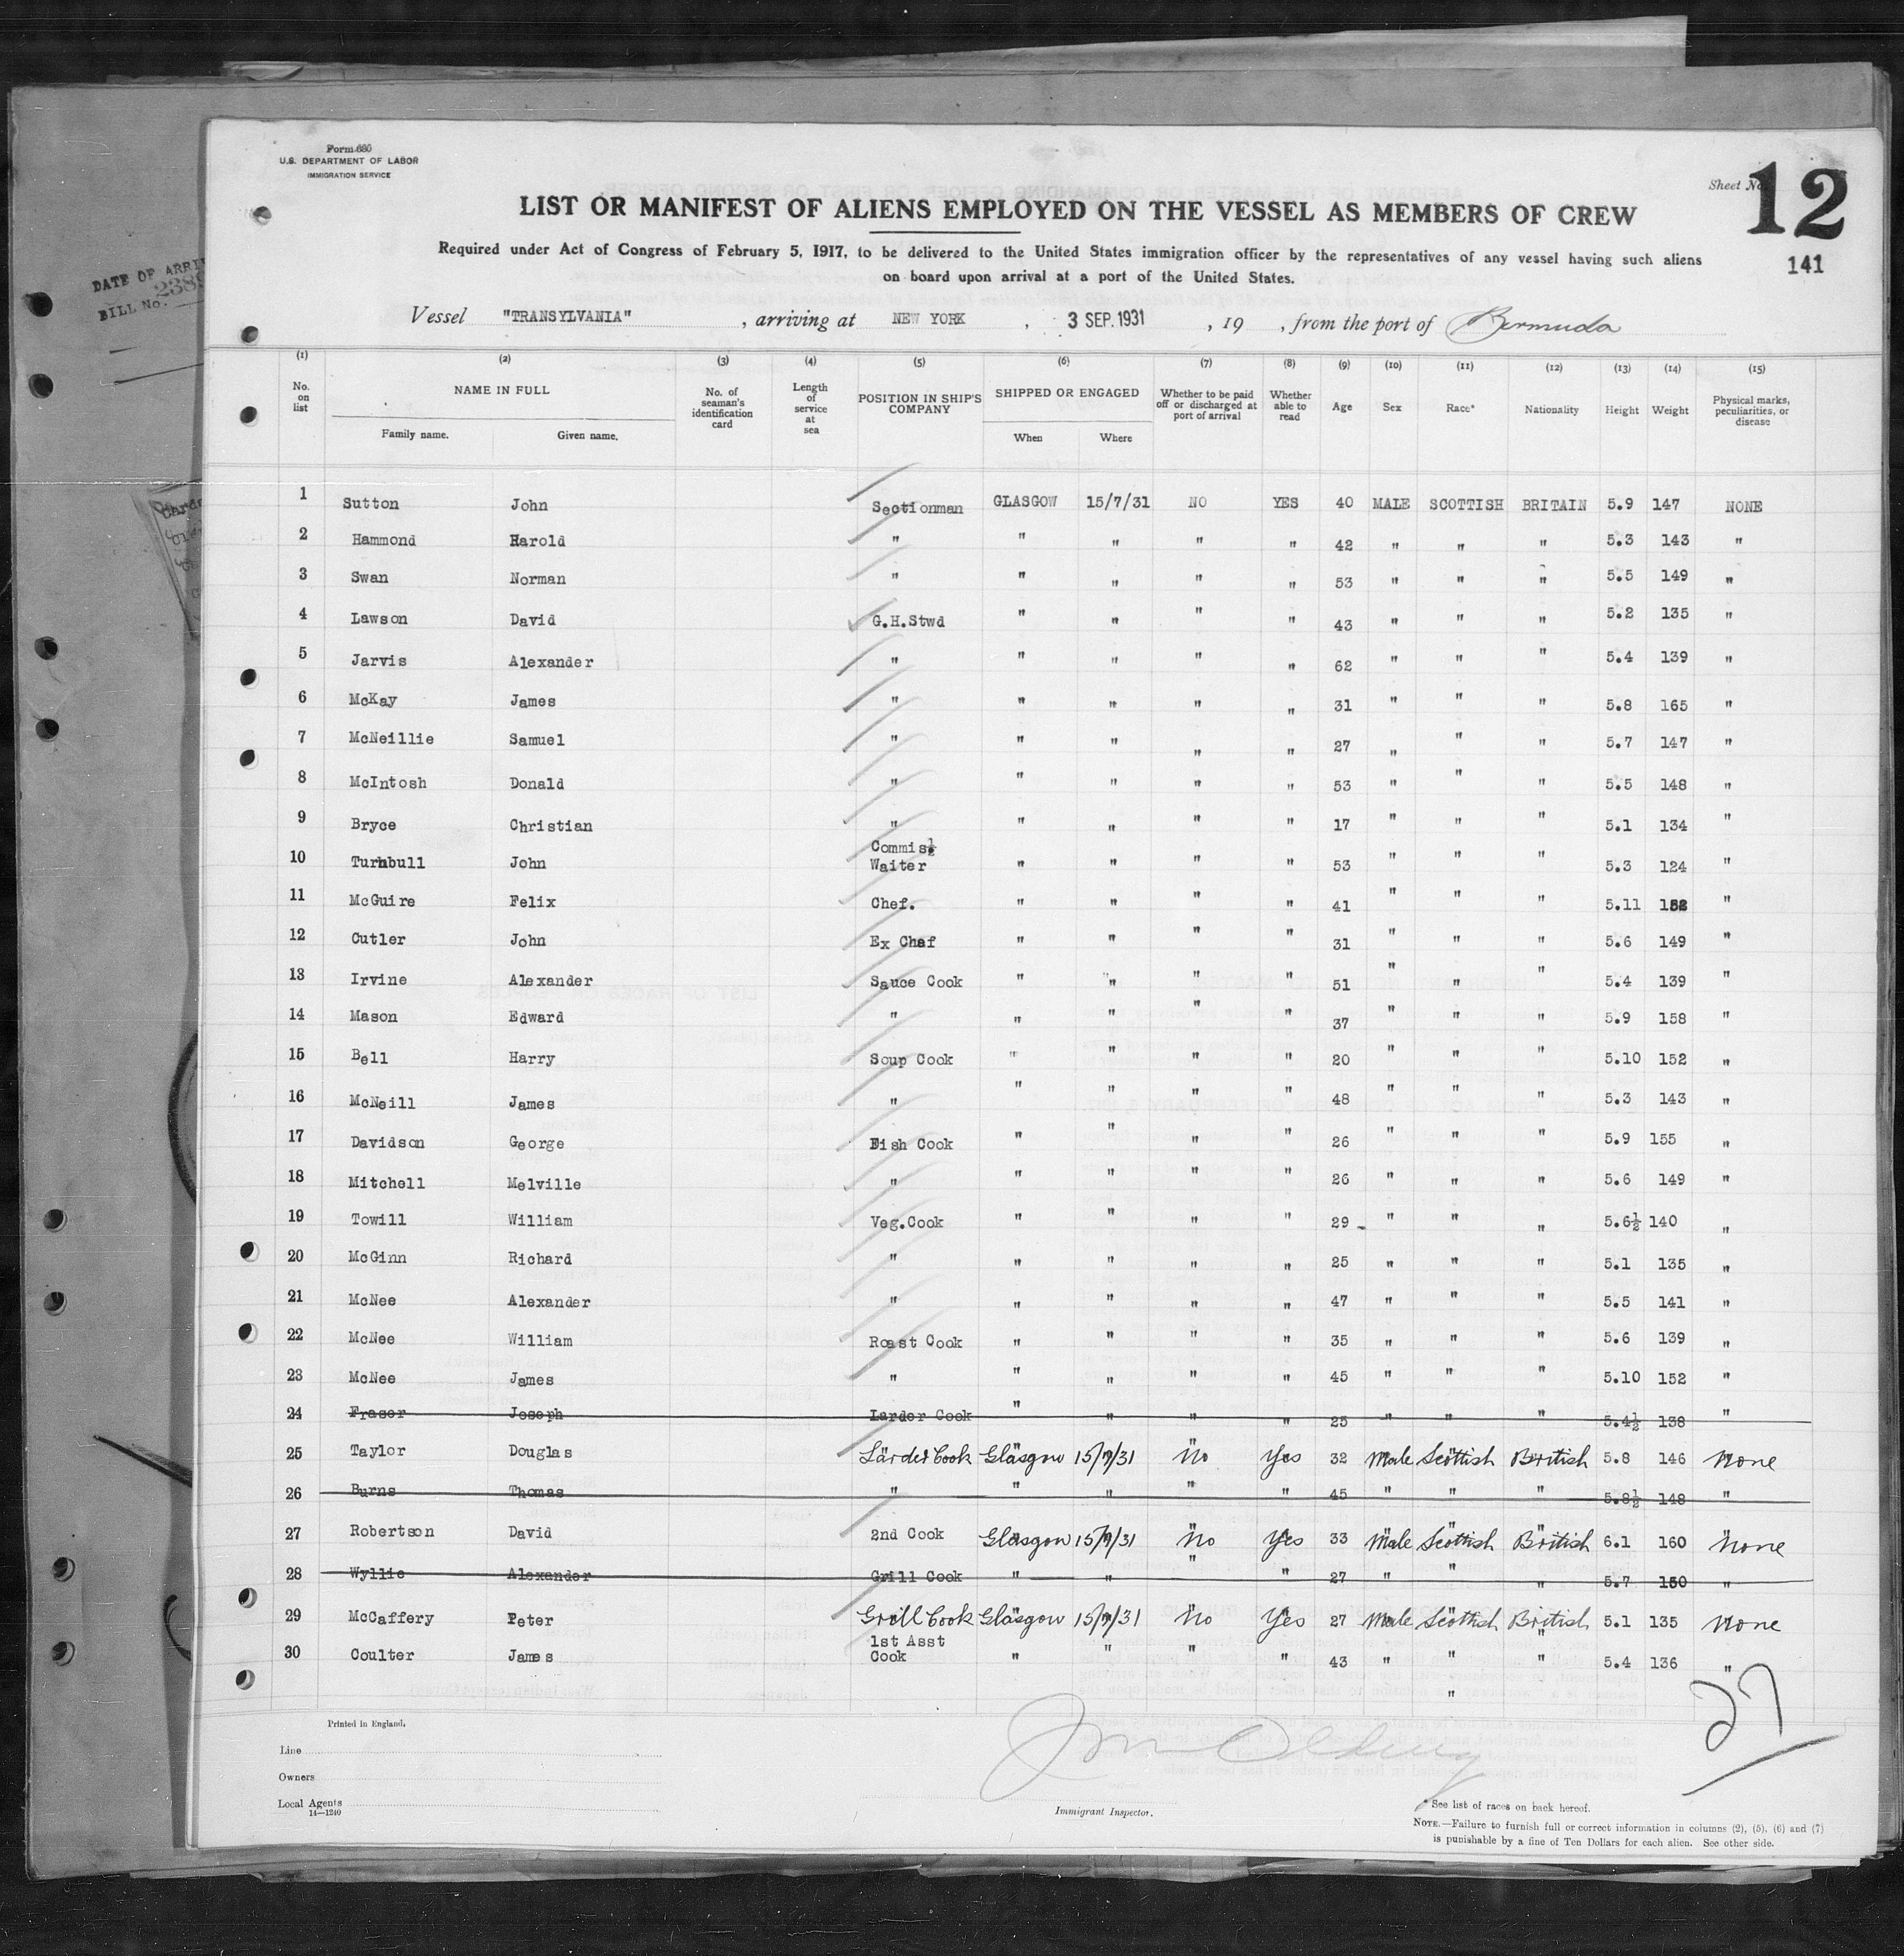 Form 680
U.S. DEPARTMENT OF LABOR
IMMIGRATION SERVICE
Sheet No. 12
141
LIST OR MANIFEST OF ALIENS EMPLOYED ON THE VESSEL AS MEMBERS OF CREW
Required under Act of Congress of February 5, 1917, to be delivered to the United States immigration officer by the representatives of any vessel having such aliens
on board upon arrival at a port of the United States.
DATE OF ARRI
BILL No.
Vessel "TRANSYLVANIA" , arriving at NEW YORK , 3 SEP. 1931 , 19 , from the port of Bermuda
(1) (2) (3) (4) (5) (6) (7) (8) (9) (10) (11) (12) (13) (14) (15)
No. on list NAME IN FULL Family name. Given name. No. of seaman's identification card Length of service at sea POSITION IN SHIP'S COMPANY SHIPPED OR ENGAGED When Where Whether to be paid off or discharged at port of arrival Whether able to read Age Sex Race* Nationality Height Weight Physical marks, peculiarities, or disease
1 Sutton John Sectionman GLASGOW 15/7/31 NO YES 40 MALE SCOTTISH BRITAIN 5.9 147 NONE
2 Hammond Harold " " " " " 42 " " " 5.3 143 "
3 Swan Norman " " " " " 53 " " " 5.5 149 "
4 Lawson David G.H.Stwd " " " " 43 " " " 5.2 135 "
5 Jarvis Alexander " " " " " 62 " " " 5.4 139 "
6 McKay James " " " " " 31 " " " 5.8 165 "
7 McNeillie Samuel " " " " " 27 " " " 5.7 147 "
8 McIntosh Donald " " " " " 53 " " " 5.5 148 "
9 Bryce Christian " " " " " 17 " " " 5.1 134 "
10 Turnbull John Commis. Waiter " " " " 53 " " " 5.3 124 "
11 McGuire Felix Chef. " " " " 41 " " " 5.11 "
12 Cutler John Ex Chef " " " " 31 " " " 5.6 149 "
13 Irvine Alexander Sauce Cook " " " " 51 " " " 5.4 139 "
14 Mason Edward " " " " " 37 " " " 5.9 158 "
15 Bell Harry Soup Cook " " " " 20 " " " 5.10 152 "
16 McNeill James " " " " " 48 " " " 5.3 143 "
17 Davidson George Fish Cook " " " " 26 " " " 5.9 155 "
18 Mitchell Melville " " " " " 26 " " " 5.6 149 "
19 Towill William Veg.Cook " " " " 29 " " " 5.6½ 140 "
20 McGinn Richard " " " " " 25 " " " 5.1 135 "
21 McNee Alexander " " " " " 47 " " " 5.5 141 "
22 McNee William Roast Cook " " " " 35 " " " 5.6 139 "
23 McNee James " " " " " 45 " " " 5.10 152 "
24 Fraser Joseph Larder Cook " " " " 25 " " " 5.4½ 138 "
25 Taylor Douglas Larder Cook Glasgow 15/7/31 No Yes 32 Male Scottish British 5.8 146 None
26 Burns Thomas " " " " " 45 " " " 5.8½ 148 "
27 Robertson David 2nd Cook Glasgow 15/7/31 No Yes 33 Male Scottish British 6.1 160 None
28 Wyllie Alexander Grill Cook " " " " 27 " " " 5.7 150 "
29 McCaffery Peter Grill Cook Glasgow 15/7/31 No Yes 27 Male Scottish British 5.1 135 None
30 Coulter James 1st Asst Cook " " " " 43 " " " 5.4 136 "
"
27
Printed in England.
Line
Owners
Local Agents
14—1240
Immigrant Inspector.
* See list of races on back hereof.
NOTE.—Failure to furnish full or correct information in columns (2), (5), (6) and (7)
is punishable by a fine of Ten Dollars for each alien. See other side.